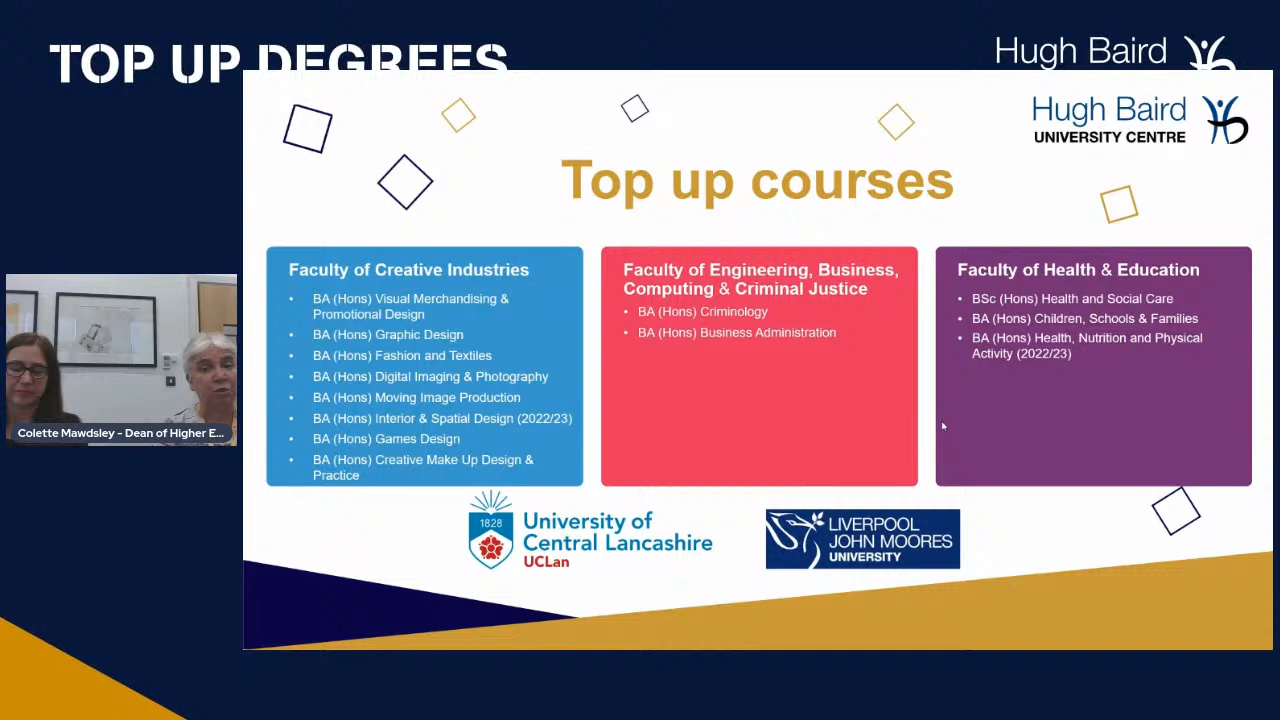 TOP UP DEGREES
Hugh Baird
Hugh Baird
UNIVERSITY CENTRE
Top up courses
Faculty of Creative Industries
• BA (Hons) Visual Merchandising &
Promotional Design
• BA (Hons) Graphic Design
• BA (Hons) Fashion and Textiles
• BA (Hons) Digital Imaging & Photography
• BA (Hons) Moving Image Production
• BA (Hons) Interior & Spatial Design (2022/23)
• BA (Hons) Games Design
• BA (Hons) Creative Make Up Design &
Practice
Faculty of Engineering, Business,
Computing & Criminal Justice
• BA (Hons) Criminology
• BA (Hons) Business Administration
Faculty of Health & Education
• BSc (Hons) Health and Social Care
• BA (Hons) Children, Schools & Families
• BA (Hons) Health, Nutrition and Physical
Activity (2022/23)
Colette Mawdsley - Dean of Higher E...
1828
University of
Central Lancashire
UCLan
LIVERPOOL
JOHN MOORES
UNIVERSITY